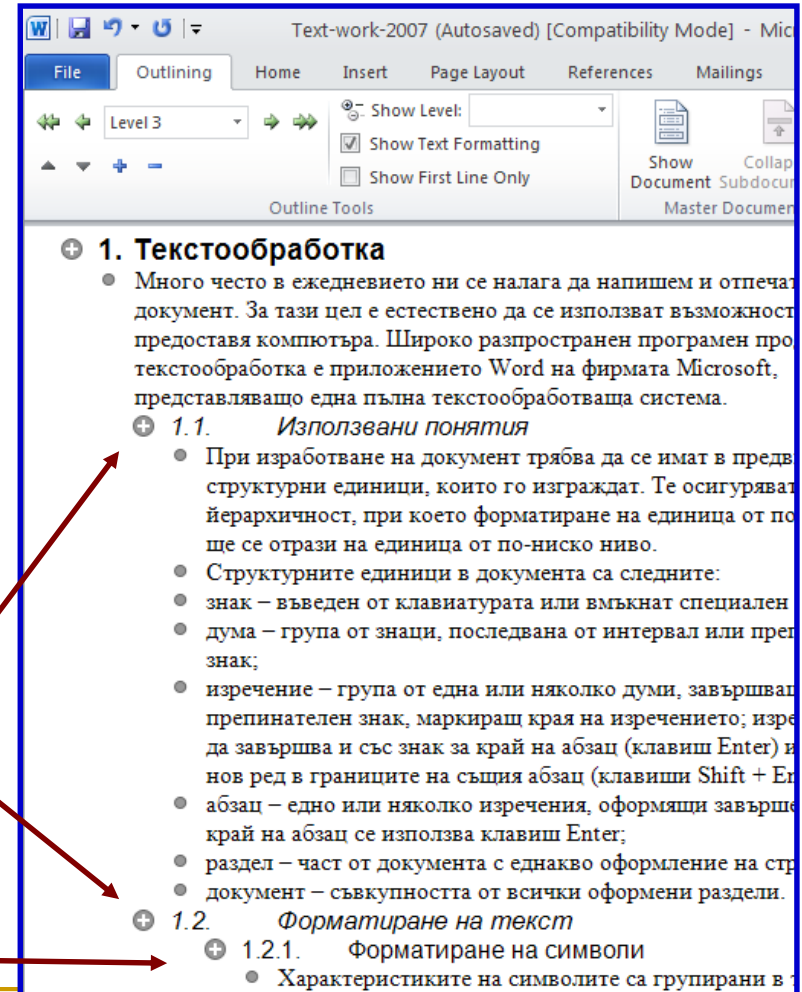 Text-work-2007 (Autosaved) [Compatibility Mode] - Mic
File Outlining Home Insert Page Layout References Mailings
Level 3
Show Level:
Show Text Formatting
Show First Line Only
Show Document
Collap Subdocu
Outline Tools
Master Documen
1. Текстообработка
Много често в ежедневието ни се налага да напишем и отпечат
документ. За тази цел е естествено да се използват възможност
предоставя компютъра. Широко разпространен програмен про
текстообработка е приложението Word на фирмата Microsoft,
представляващо една пълна текстообработваща система.
1.1. Използвани понятия
При изработване на документ трябва да се имат в предв
структурни единици, които го изграждат. Те осигуряват
йерархичност, при което форматиране на единица от по
ще се отрази на единица от по-ниско ниво.
Структурните единици в документа са следните:
знак – въведен от клавиатурата или вмъкнат специален
дума – група от знаци, последвана от интервал или преп
знак;
изречение – група от една или няколко думи, завършващ
препинателен знак, маркиращ края на изречението; изре
да завършва и със знак за край на абзац (клавиш Enter) и
нов ред в границите на същия абзац (клавиши Shift + En
абзац – едно или няколко изречения, оформящи завърше
край на абзац се използва клавиш Enter;
раздел – част от документа с еднакво оформление на стр
документ – съвкупността от всички оформени раздели.
1.2. Форматиране на текст
1.2.1. Форматиране на символи
Характеристиките на символите са групирани в